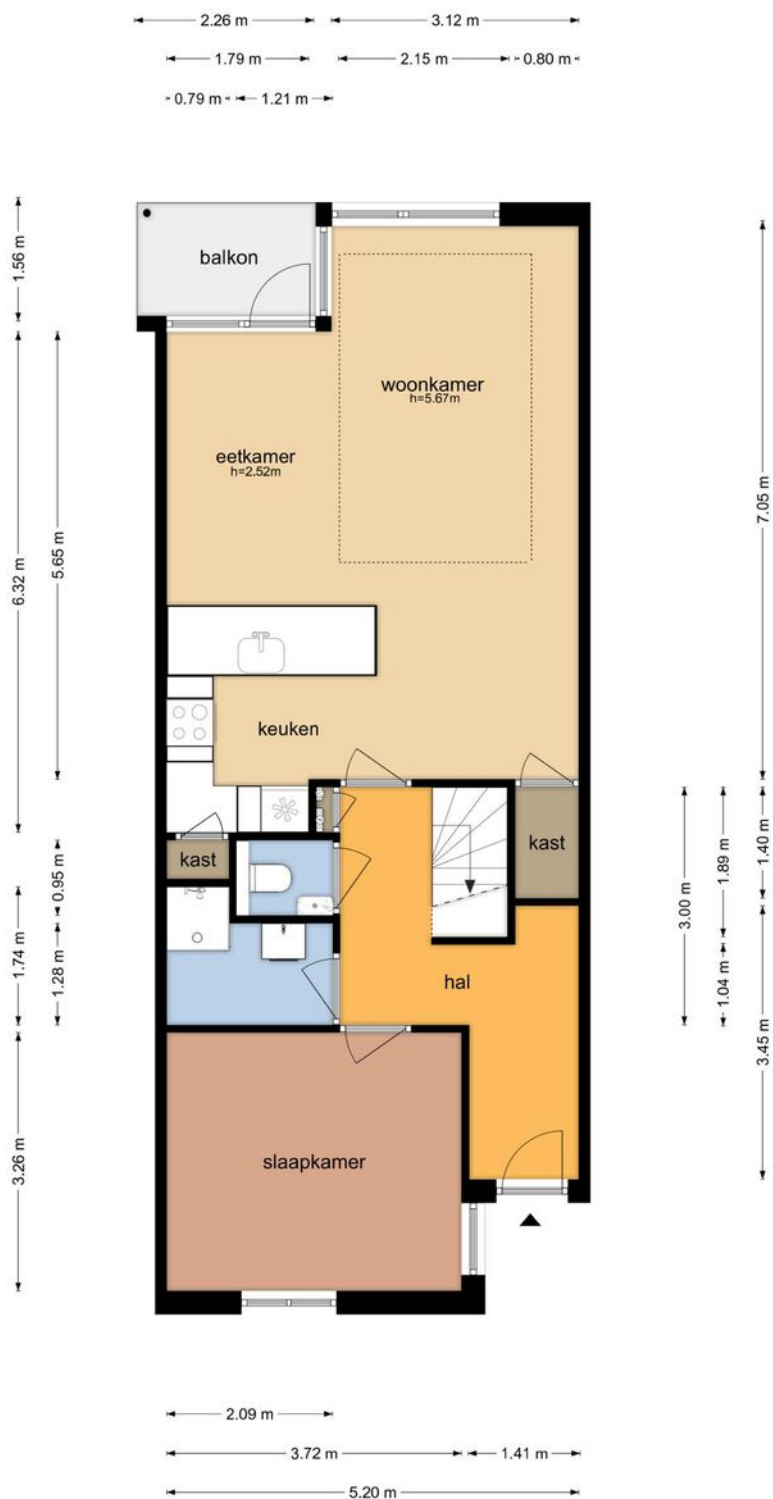 2.26 m 3.12 m
1.79 m 2.15 m 0.80 m
0.79 m 1.21 m
1.56 m
balkon
7.05 m
woonkamer
h=5.67m
eetkamer
h=2.52m
6.32 m
5.65 m
keuken
kast
kast
0.95 m
1.89 m
1.40 m
3.00 m
1.74 m
1.28 m
hal
1.04 m
3.45 m
3.26 m
slaapkamer
2.09 m
3.72 m 1.41 m
5.20 m